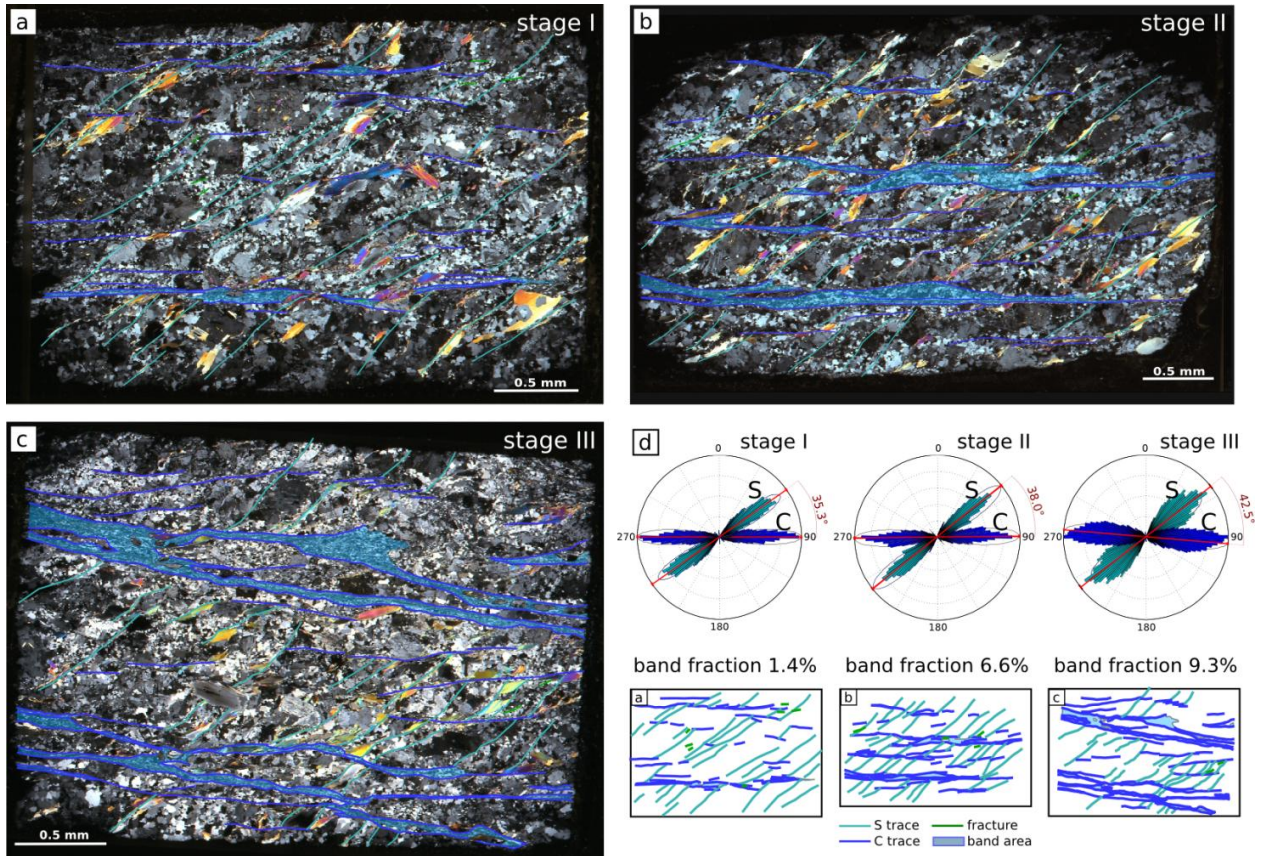 a
stage I
0.5 mm
b
stage II
0.5 mm
c
stage III
0.5 mm
d
stage I
stage II
stage III
0
S
C
270
90
180
35.3°
0
S
C
270
90
180
38.0°
0
S
C
270
90
180
42.5°
band fraction 1.4%
band fraction 6.6%
band fraction 9.3%
a
b
c
S trace
fracture
C trace
band area